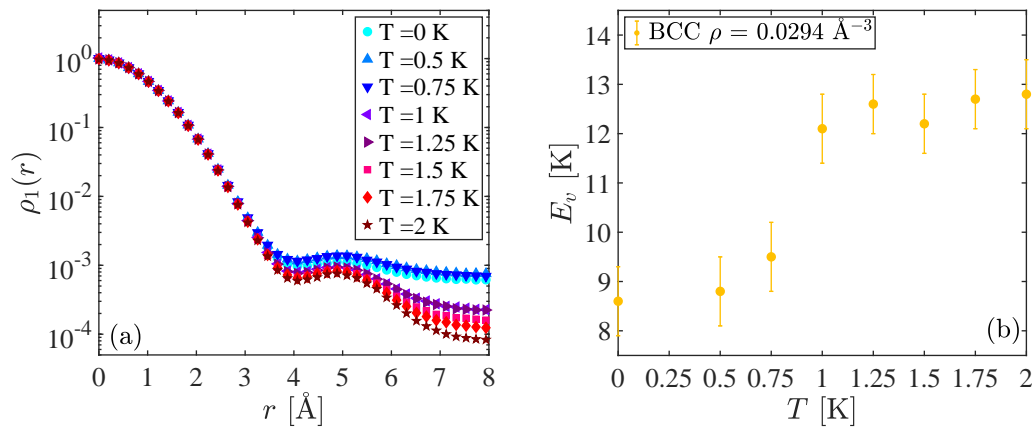 T =0 K
T =0.5 K
T =0.75 K
T =1 K
T =1.25 K
T =1.5 K
T =1.75 K
T =2 K
10⁰
10⁻¹
10⁻²
10⁻³
10⁻⁴
ρ₁(r)
(a)
0 1 2 3 4 5 6 7 8
r [Å]
BCC ρ = 0.0294 Å⁻³
14
13
12
11
10
9
8
E_v [K]
(b)
0 0.25 0.5 0.75 1 1.25 1.5 1.75 2
T [K]